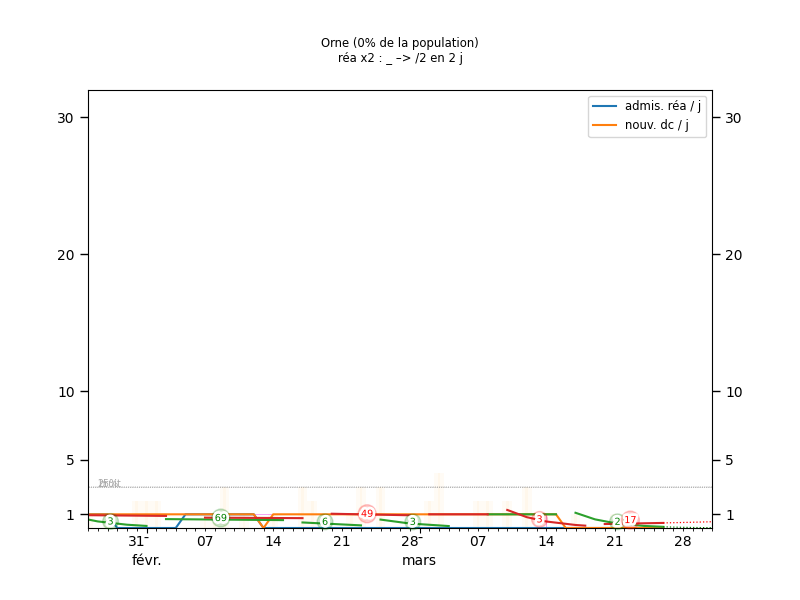 Orne (0% de la population)
réa x2 : _ –> /2 en 2 j
admis. réa / j
nouv. dc / j
30 30
20 20
10 10
5 5
1 1
3 69 6 49 3 3 2 17
31 07 14 21 28 07 14 21 28
févr. mars